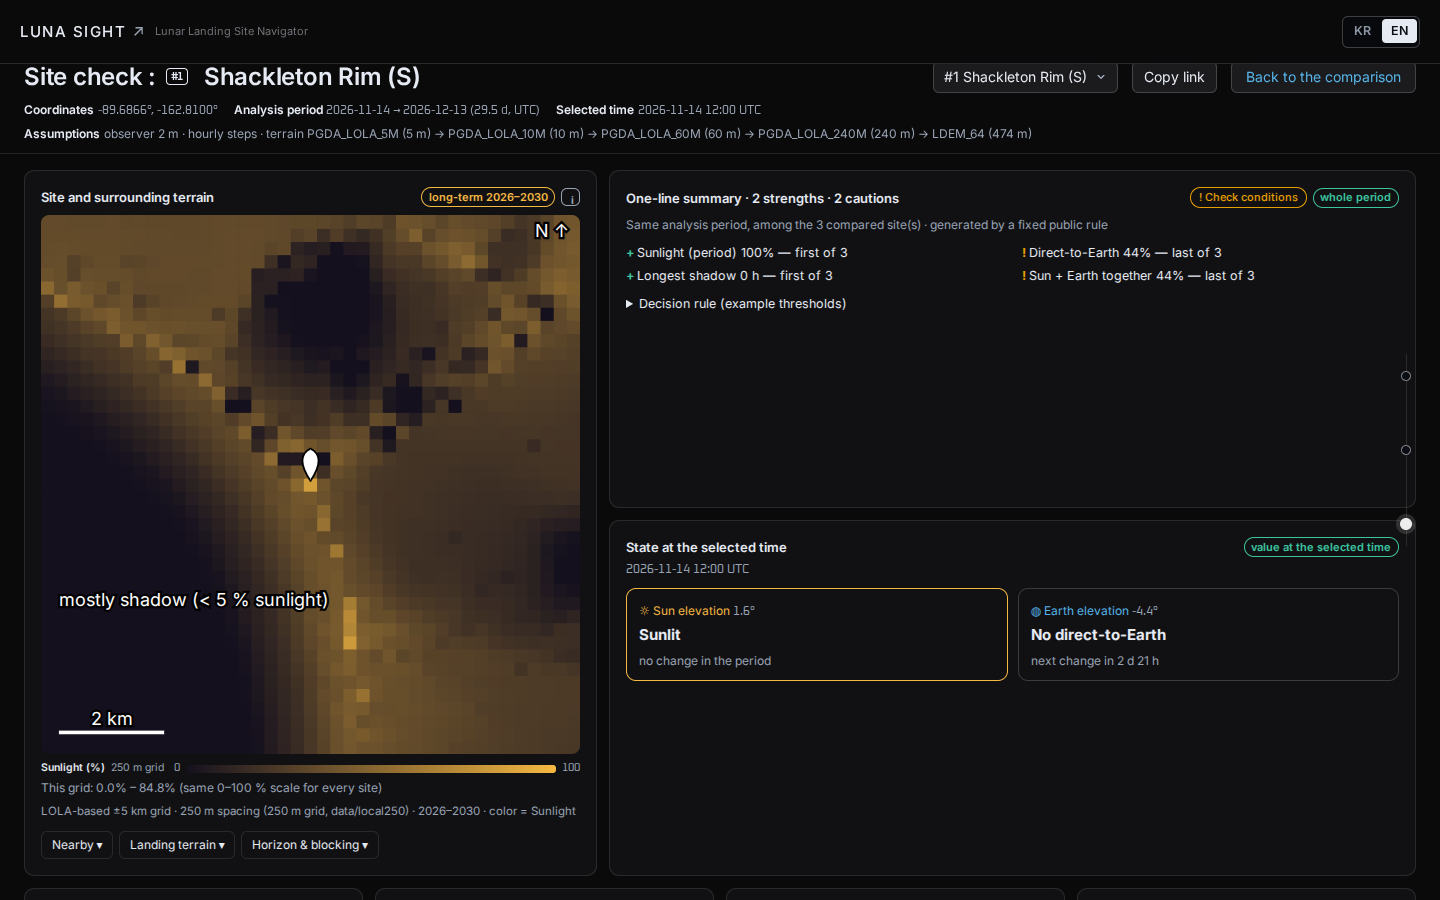 LUNA SIGHT ↗ Lunar Landing Site Navigator
KR EN
Site check : #1 Shackleton Rim (S)
#1 Shackleton Rim (S)
Copy link
Back to the comparison
Coordinates -89.6866°, -162.8100° Analysis period 2026-11-14 → 2026-12-13 (29.5 d, UTC) Selected time 2026-11-14 12:00 UTC
Assumptions observer 2 m · hourly steps · terrain PGDA_LOLA_5M (5 m) → PGDA_LOLA_10M (10 m) → PGDA_LOLA_60M (60 m) → PGDA_LOLA_240M (240 m) → LDEM_64 (474 m)
Site and surrounding terrain
long-term 2026–2030
i
N ↑
mostly shadow (< 5 % sunlight)
2 km
Sunlight (%) 250 m grid 0 100
This grid: 0.0% – 84.8% (same 0–100 % scale for every site)
LOLA-based ±5 km grid · 250 m spacing (250 m grid, data/local250) · 2026–2030 · color = Sunlight
Nearby ▾
Landing terrain ▾
Horizon & blocking ▾
One-line summary · 2 strengths · 2 cautions
! Check conditions
whole period
Same analysis period, among the 3 compared site(s) · generated by a fixed public rule
+ Sunlight (period) 100% — first of 3
! Direct-to-Earth 44% — last of 3
+ Longest shadow 0 h — first of 3
! Sun + Earth together 44% — last of 3
▶ Decision rule (example thresholds)
State at the selected time
value at the selected time
2026-11-14 12:00 UTC
Sun elevation 1.6°
Sunlit
no change in the period
Earth elevation -4.4°
No direct-to-Earth
next change in 2 d 21 h